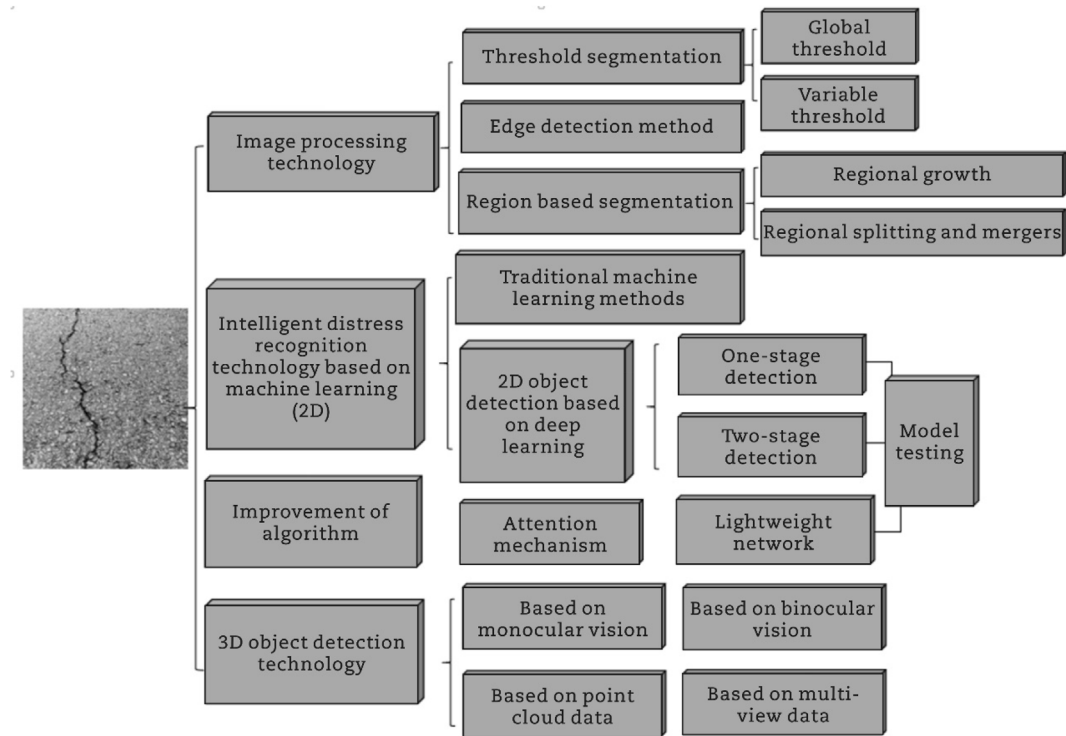 Global
threshold
Threshold segmentation
Variable
threshold
Edge detection method
Image processing
technology
Regional growth
Region based segmentation
Regional splitting and mergers
Traditional machine
learning methods
Intelligent distress
recognition
technology based on
machine learning
(2D)
2D object
detection based
on deep
learning
One-stage
detection
Two-stage
detection
Model
testing
Improvement of
algorithm
Attention
mechanism
Lightweight
network
3D object detection
technology
Based on
monocular vision
Based on binocular
vision
Based on point
cloud data
Based on multi-
view data